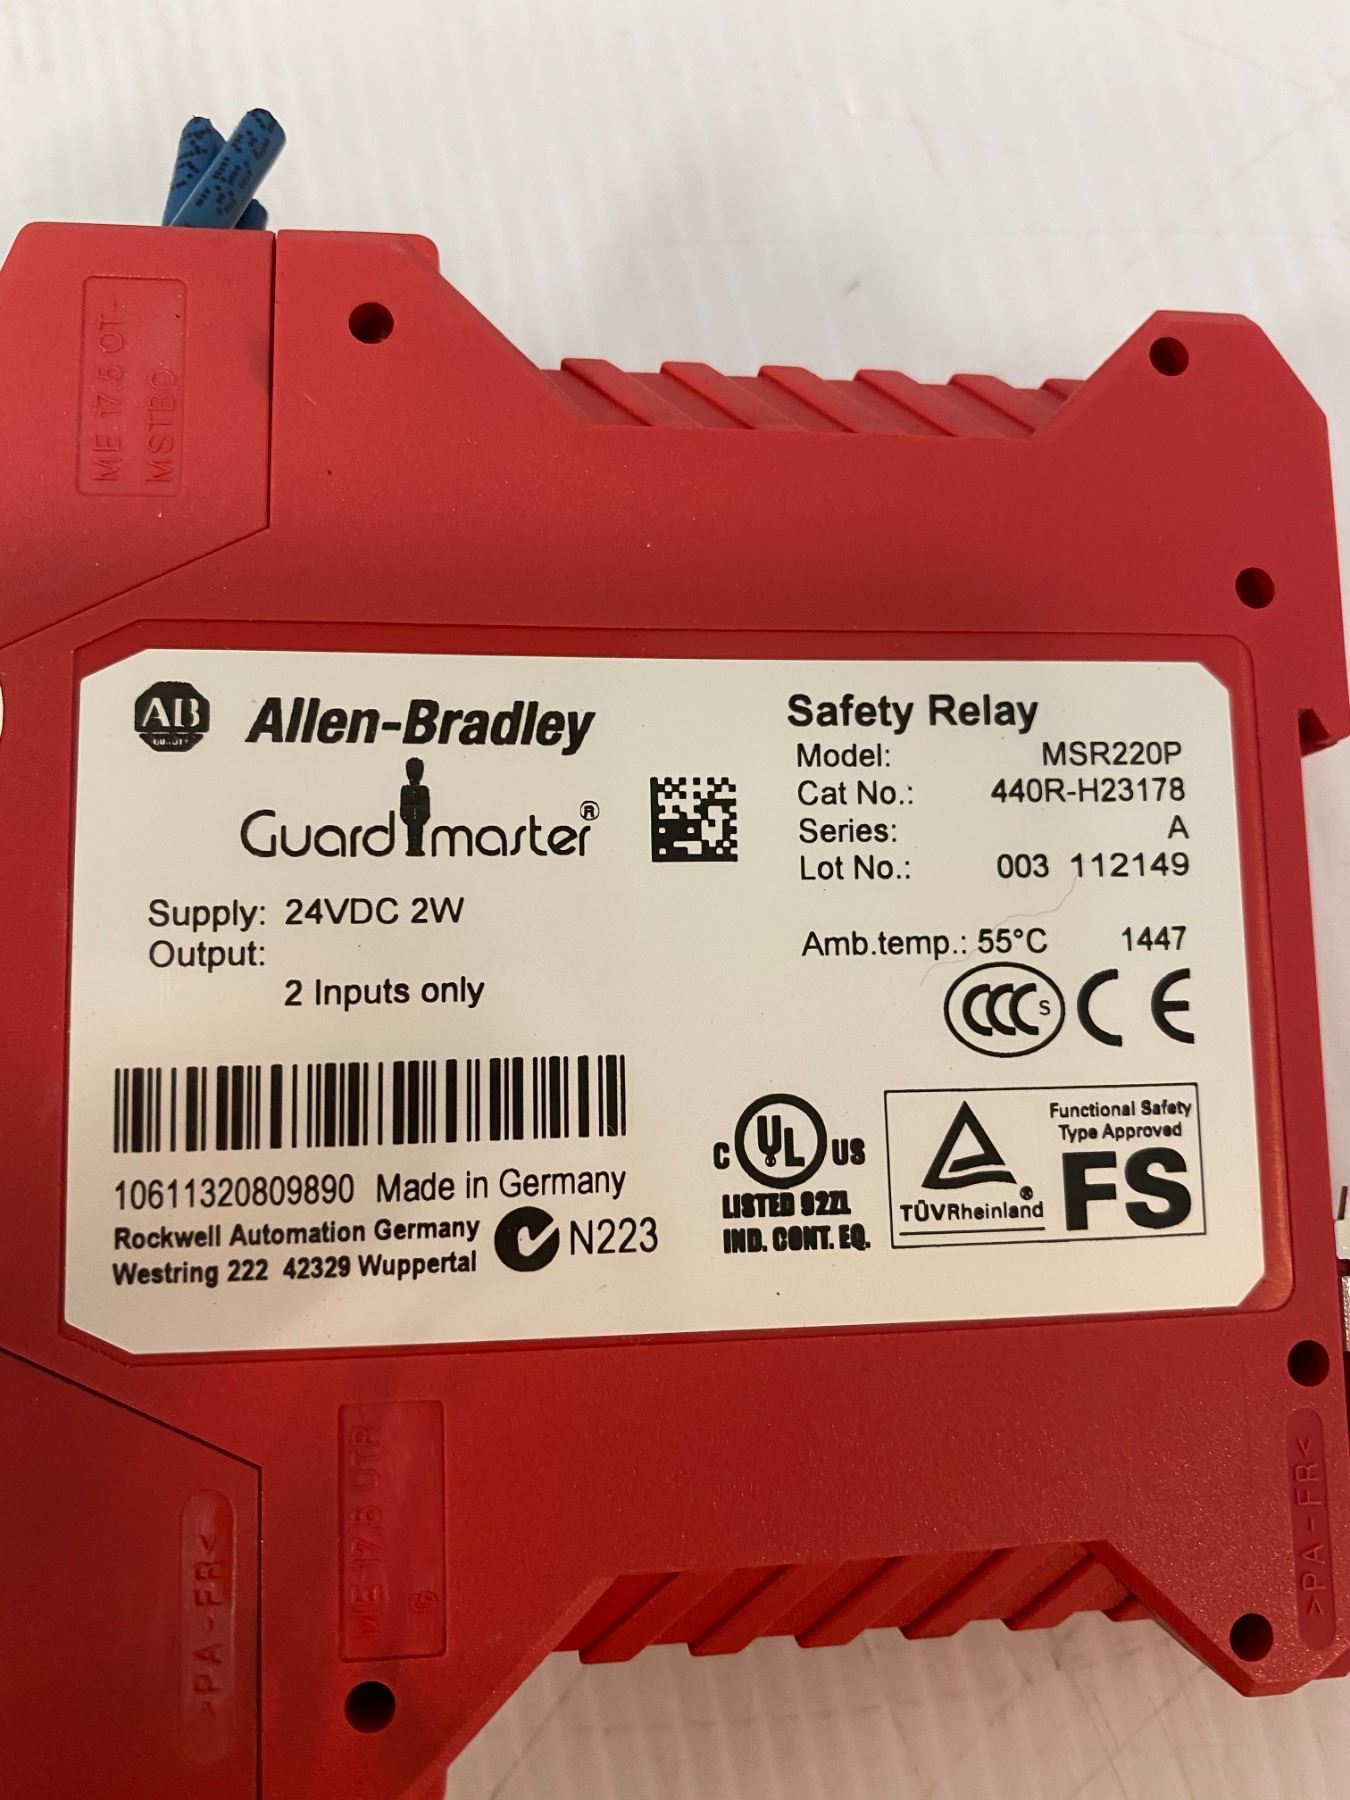 ME 17.5 OT-
MSTBO
AB
Allen-Bradley
Guardmaster®
Supply: 24VDC 2W
Output:
2 Inputs only
Safety Relay
Model: MSR220P
Cat No.: 440R-H23178
Series: A
Lot No.: 003 112149
Amb.temp.: 55°C 1447
CCC S CE
10611320809890 Made in Germany
Rockwell Automation Germany
Westring 222 42329 Wuppertal
N223
C UL US
LISTED 92ZL
IND. CONT. EQ.
Functional Safety
Type Approved
FS
TÜVRheinland®
>PA-FR<
ME 17,5 UTR
>PA-FR<